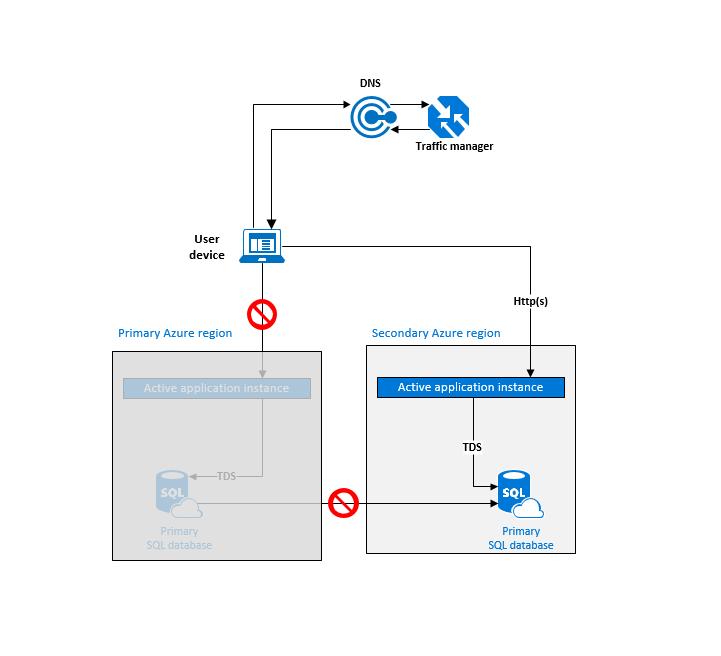 DNS
Traffic manager
User
device
Http(s)
Primary Azure region
Secondary Azure region
Active application instance
Active application instance
TDS
TDS
SQL
SQL
Primary
SQL database
Primary
SQL database